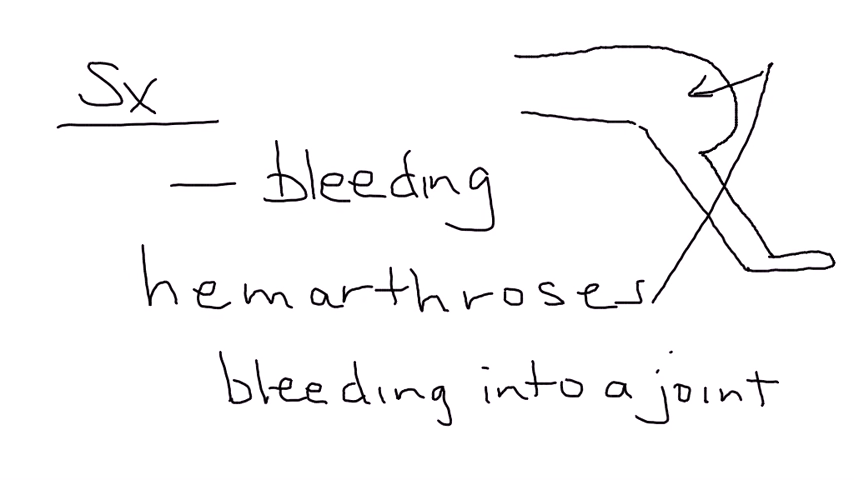 Sx
— bleeding
hemarthroses
bleeding into a joint